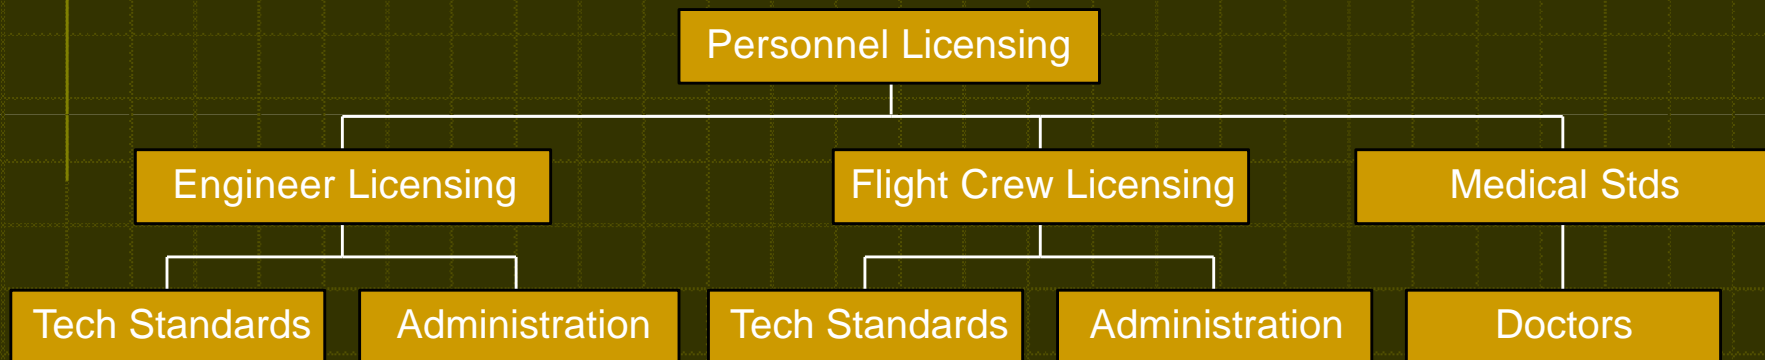 Personnel Licensing
Engineer Licensing
Flight Crew Licensing
Medical Stds
Tech Standards
Administration
Tech Standards
Administration
Doctors